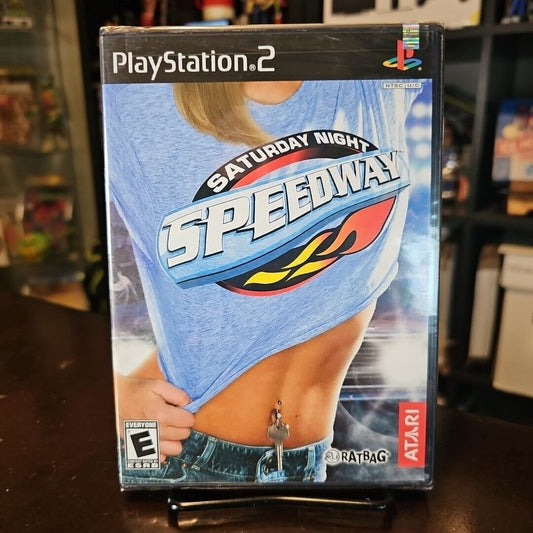 PlayStation®2
NTSC U/C
SATURDAY NIGHT
SPEEDWAY
EVERYONE
E
RATBAG
ATARI